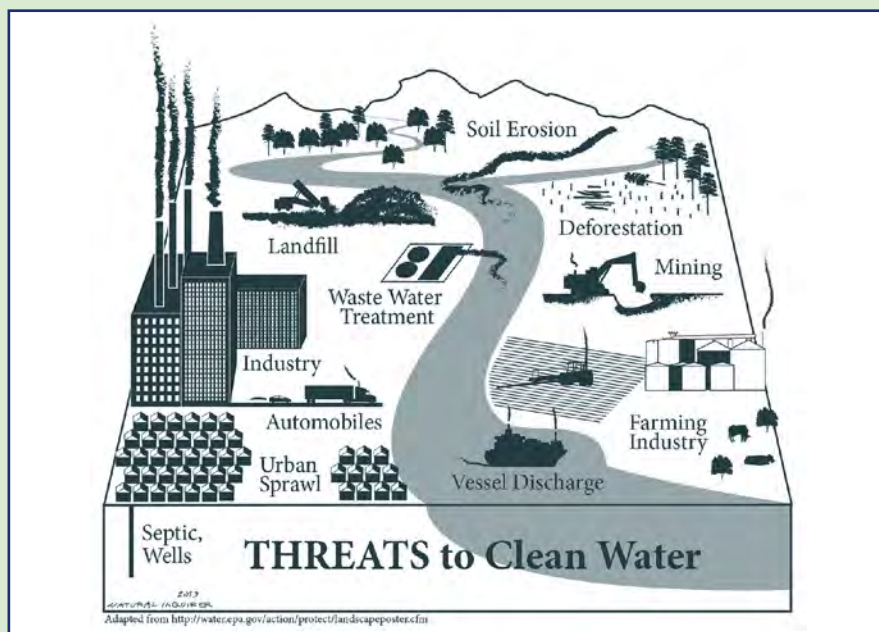 Soil Erosion
Landfill
Deforestation
Waste Water
Treatment
Mining
Industry
Automobiles
Farming
Industry
Urban
Sprawl
Vessel Discharge
Septic,
Wells
THREATS to Clean Water
2013
NATURAL INQUIRER
Adapted from http://water.epa.gov/action/protect/landscapeposter.cfm